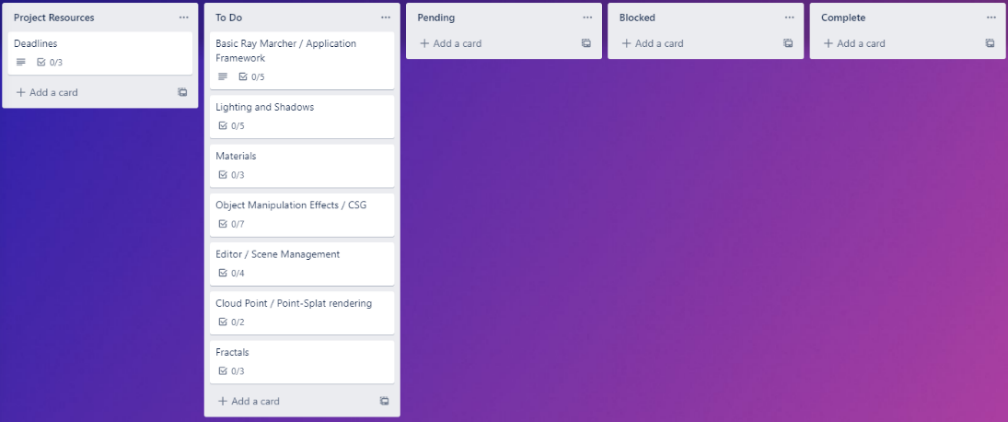 Project Resources
Deadlines
0/3
+ Add a card
To Do
Basic Ray Marcher / Application
Framework
0/5
Lighting and Shadows
0/5
Materials
0/3
Object Manipulation Effects / CSG
0/7
Editor / Scene Management
0/4
Cloud Point / Point-Splat rendering
0/2
Fractals
0/3
+ Add a card
Pending
+ Add a card
Blocked
+ Add a card
Complete
+ Add a card